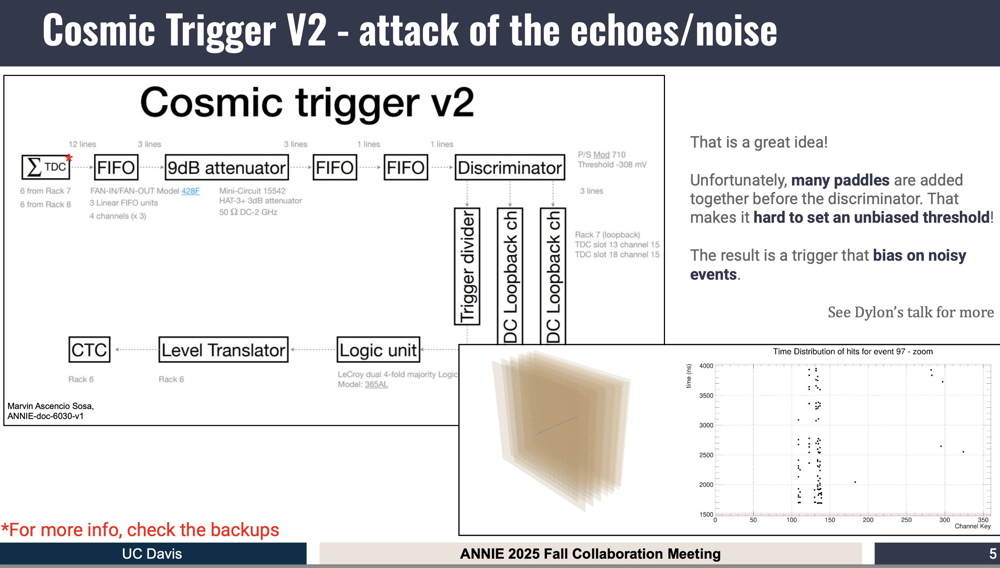 Cosmic Trigger V2 - attack of the echoes/noise
Cosmic trigger v2
12 lines
3 lines
3 lines
1 lines
1 lines
∑ TDC*
FIFO
9dB attenuator
FIFO
FIFO
Discriminator
P/S Mod 710
Threshold -308 mV
6 from Rack 7
6 from Rack 8
FAN-IN/FAN-OUT Model 428F
3 Linear FIFO units
4 channels (x 3)
Mini-Circuit 15542
HAT-3+ 3dB attenuator
50 Ω DC-2 GHz
3 lines
Trigger divider
DC Loopback ch
DC Loopback ch
Rack 7 (loopback)
TDC slot 13 channel 15
TDC slot 18 channel 15
CTC
Level Translator
Logic unit
Rack 6
Rack 6
LeCroy dual 4-fold majority Logic
Model: 365AL
Marvin Ascencio Sosa,
ANNIE-doc-6030-v1
That is a great idea!
Unfortunately, many paddles are added
together before the discriminator. That
makes it hard to set an unbiased threshold!
The result is a trigger that bias on noisy
events.
See Dylon's talk for more
Time Distribution of hits for event 97 - zoom
time (ns)
4000
3500
3000
2500
2000
1500
0 50 100 150 200 250 300 350
Channel Key
*For more info, check the backups
UC Davis
ANNIE 2025 Fall Collaboration Meeting
5